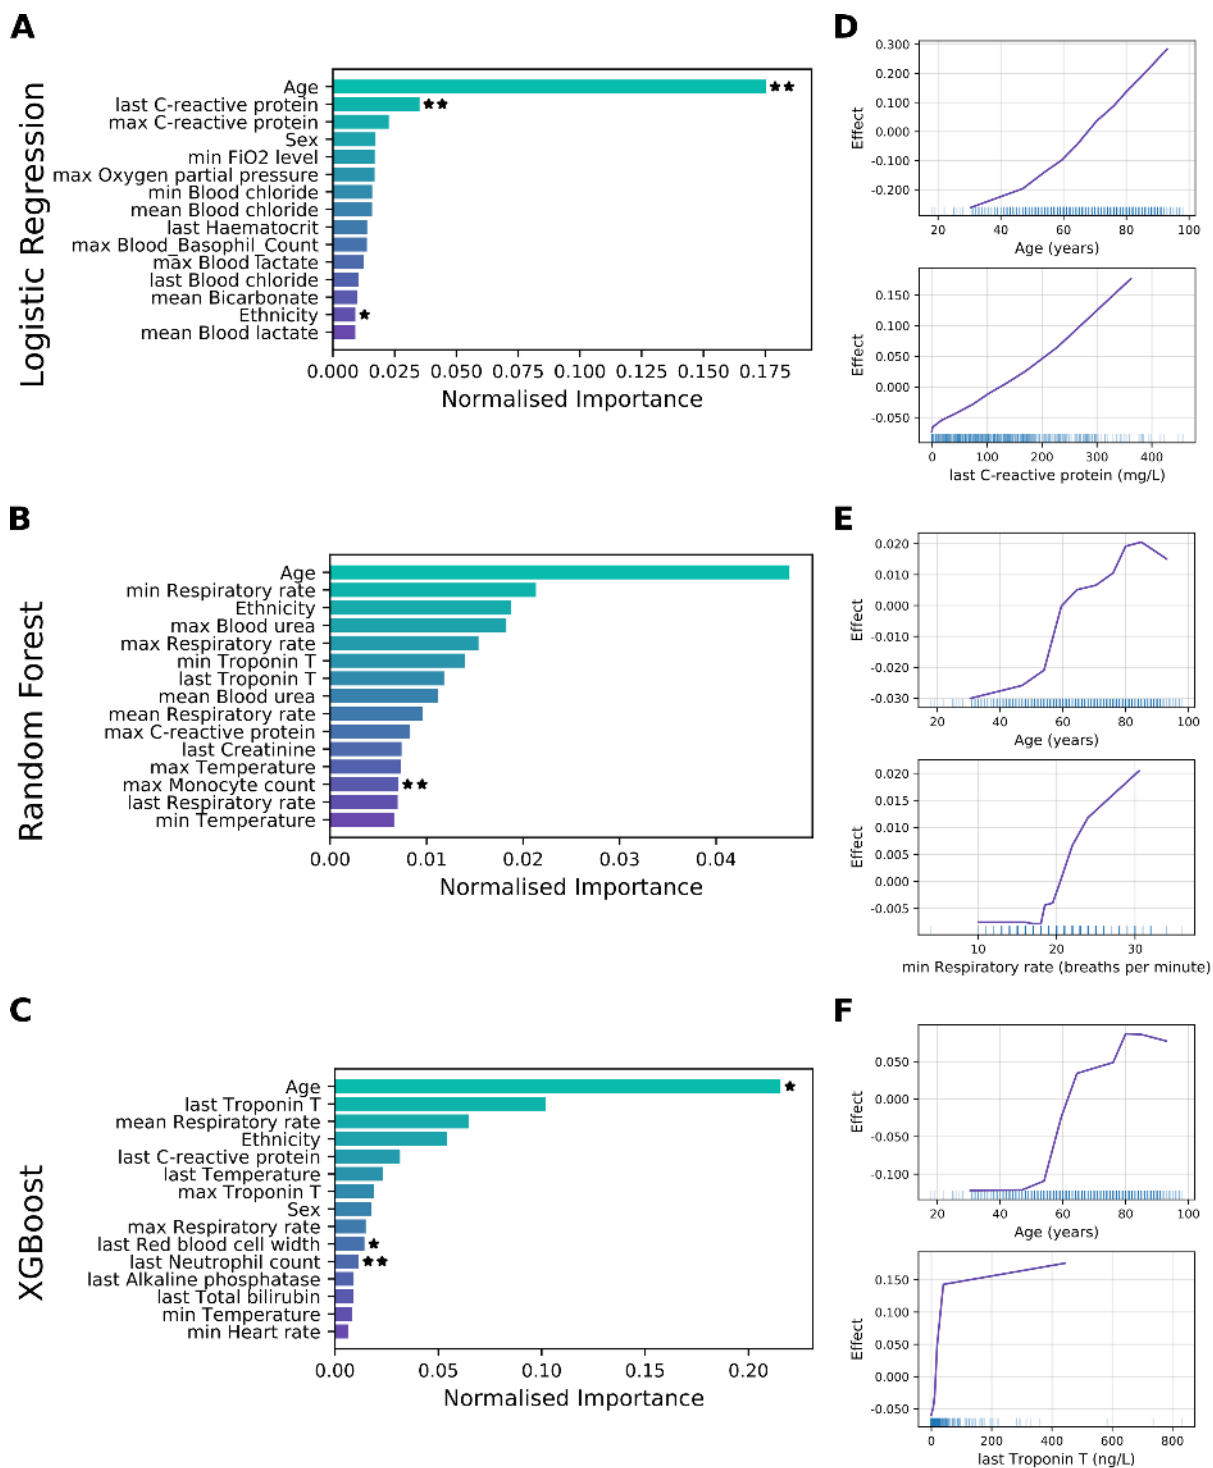 A
Logistic Regression
Age
last C-reactive protein
max C-reactive protein
Sex
min FiO2 level
max Oxygen partial pressure
min Blood chloride
mean Blood chloride
last Haematocrit
max Blood_Basophil_Count
max Blood lactate
last Blood chloride
mean Bicarbonate
Ethnicity
mean Blood lactate
★★
★★
★
0.000 0.025 0.050 0.075 0.100 0.125 0.150 0.175
Normalised Importance
D
Effect
0.300
0.200
0.100
0.000
-0.100
-0.200
20 40 60 80 100
Age (years)
Effect
0.150
0.100
0.050
0.000
-0.050
0 100 200 300 400
last C-reactive protein (mg/L)
B
Random Forest
Age
min Respiratory rate
Ethnicity
max Blood urea
max Respiratory rate
min Troponin T
last Troponin T
mean Blood urea
mean Respiratory rate
max C-reactive protein
last Creatinine
max Temperature
max Monocyte count
last Respiratory rate
min Temperature
★★
0.00 0.01 0.02 0.03 0.04
Normalised Importance
E
Effect
0.020
0.010
0.000
-0.010
-0.020
-0.030
20 40 60 80 100
Age (years)
Effect
0.020
0.015
0.010
0.005
0.000
-0.005
10 20 30
min Respiratory rate (breaths per minute)
C
XGBoost
Age
last Troponin T
mean Respiratory rate
Ethnicity
last C-reactive protein
last Temperature
max Troponin T
Sex
max Respiratory rate
last Red blood cell width
last Neutrophil count
last Alkaline phosphatase
last Total bilirubin
min Temperature
min Heart rate
★
★
★★
0.00 0.05 0.10 0.15 0.20
Normalised Importance
F
Effect
0.050
0.000
-0.050
-0.100
20 40 60 80 100
Age (years)
Effect
0.150
0.100
0.050
0.000
-0.050
0 200 400 600 800
last Troponin T (ng/L)